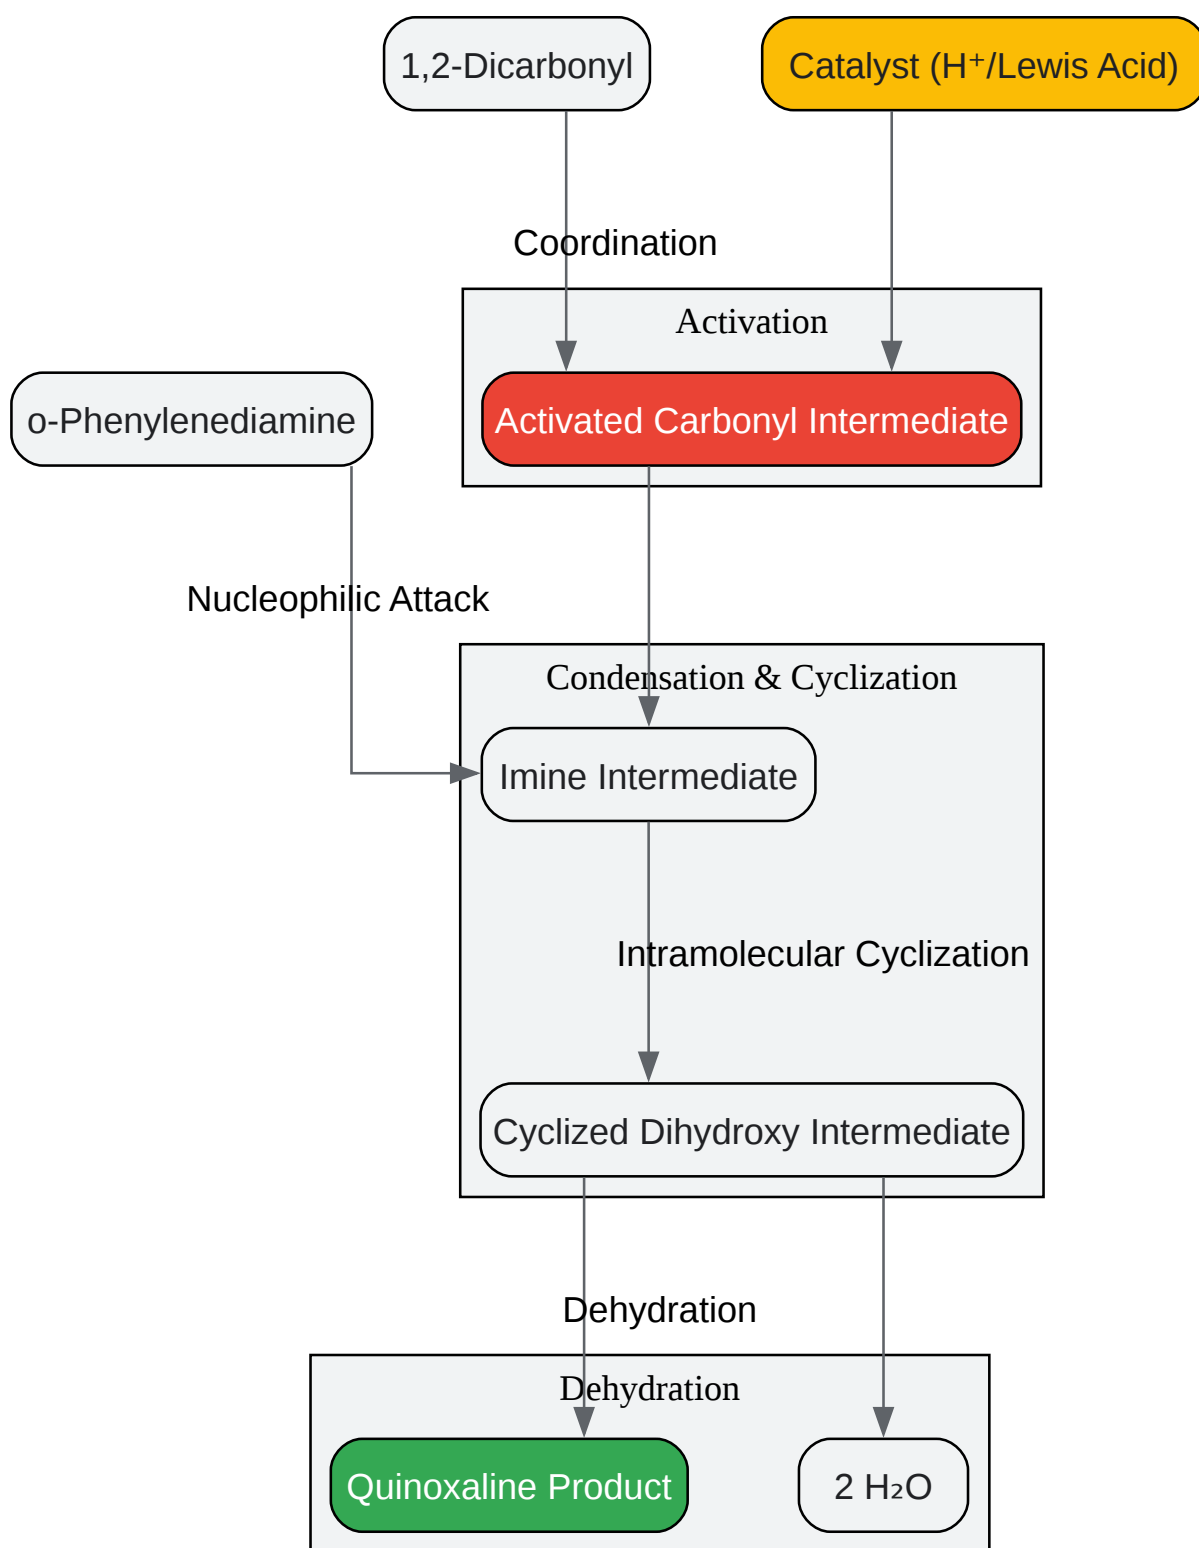 1,2-Dicarbonyl
Catalyst (H⁺/Lewis Acid)
Coordination
Activation
o-Phenylenediamine
Activated Carbonyl Intermediate
Nucleophilic Attack
Condensation & Cyclization
Imine Intermediate
Intramolecular Cyclization
Cyclized Dihydroxy Intermediate
Dehydration
Dehydration
Quinoxaline Product
2 H₂O